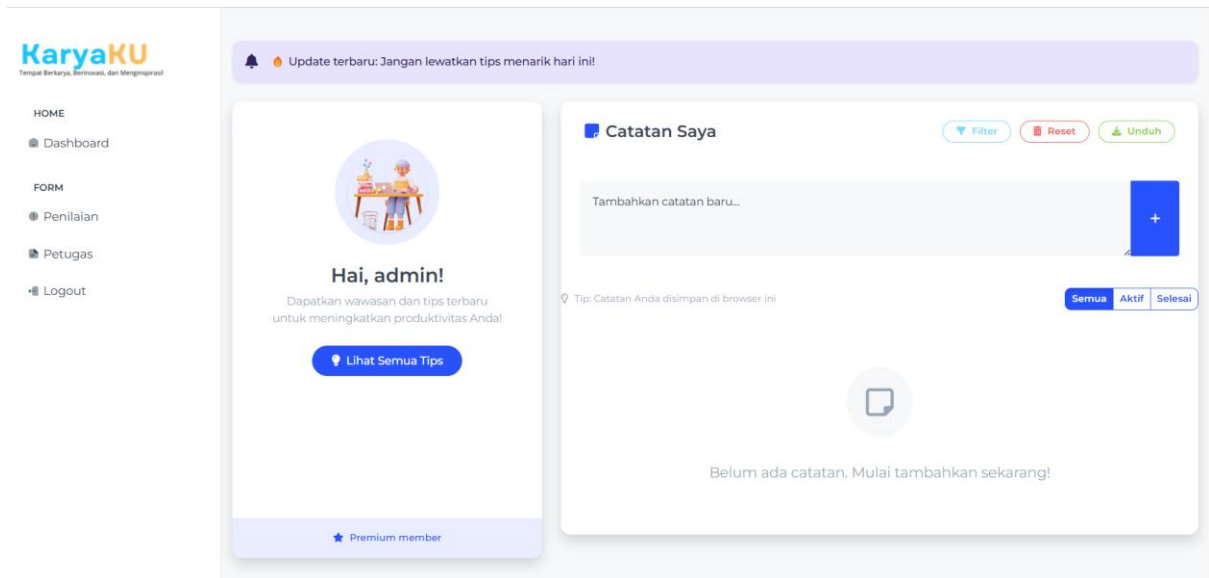 KaryaKU
Tempat Berkarya, Berinovasi, dan Menginspirasi!
HOME
Dashboard
FORM
Penilaian
Petugas
Logout
Update terbaru: Jangan lewatkan tips menarik hari ini!
Hai, admin!
Dapatkan wawasan dan tips terbaru
untuk meningkatkan produktivitas Anda!
Lihat Semua Tips
Premium member
Catatan Saya
Filter
Reset
Unduh
Tambahkan catatan baru...
+
Tip: Catatan Anda disimpan di browser ini
Semua Aktif Selesai
Belum ada catatan. Mulai tambahkan sekarang!